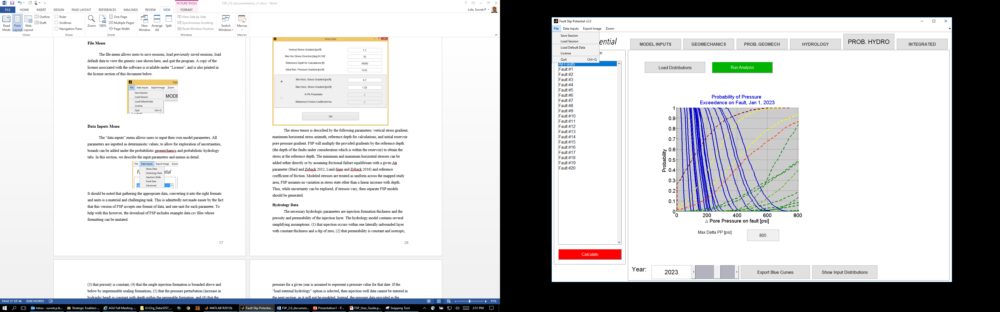 FSP_2.0_documentation_v1.docx - Word
PICTURE TOOLS
FILE HOME INSERT DESIGN PAGE LAYOUT REFERENCES MAILINGS REVIEW VIEW FORMAT
Lele, Suvrat P
Read Mode
Print Layout
Web Layout
Outline
Draft
Views
Ruler
Gridlines
Navigation Pane
Show
Zoom
100%
One Page
Multiple Pages
Page Width
Zoom
New Window
Arrange All
Split
View Side by Side
Synchronous Scrolling
Reset Window Position
Switch Windows
Window
Macros
Macros
File Menu
The file menu allows users to save sessions, load previously saved sessions, load
default data to view the generic case shown here, and quit the program. A copy of the
license associated with the software is available under “License”, and is also printed in
the license section of this document below.
Injec
File Data Inputs Export Image Zoom
Save Session
Load Session
MODE
Load Default Data
License
Quit Ctrl+Q
Data Inputs Menu
The “data inputs” menu allows users to input their own model parameters. All
parameters are inputted as deterministic values; to allow for exploration of uncertainties,
bounds can be added under the probabilistic geomechanics and probabilistic hydrology
tabs. In this section, we describe the input parameters and menus in detail.
File Data Inputs Export Image Zoom
Stress Data
Hydrology Data
Injection Wells
Fault Data
Advanced
It should be noted that gathering the appropriate data, converting it into the right formats
and units is a material and challenging task. This is admittedly not made easier by the fact
that this version of FSP accepts one format of data, and one unit for each parameter. To
help with this however, the download of FSP includes example data.csv files whose
formatting can be imitated.
27
Stress Data
Vertical Stress Gradient [psi/ft] 1.1
Max Hor Stress Direction [deg N CW] 70
Reference Depth for Calculations [ft] 16000
Initial Res. Pressure Gradient [psi/ft] 0.43
Min Horiz. Stress Gradient [psi/ft] 0.7
Max Horiz. Stress Gradient [psi/ft] 1.22
A Phi Parameter 0
Reference Friction Coefficient mu 0
OK
The stress tensor is described by the following parameters: vertical stress gradient,
maximum horizontal stress azimuth, reference depth for calculations, and initial reservoir
pore pressure gradient. FSP will multiply the provided gradients by the reference depth
(the depth of the faults under consideration which is within the reservoir) to obtain the
stress at the reference depth. The minimum and maximum horizontal stresses can be
added either directly or by assuming frictional failure equilibrium with a given Aϕ
parameter (Hurd and Zoback 2012, Lund-Snee and Zoback 2016) and reference
coefficient of friction. Modeled stresses are treated as uniform across the mapped study
area; FSP assumes no variation in stress state other than a linear increase with depth.
Thus, while uncertainty can be explored, if stresses vary, then separate FSP models
should be generated.
Hydrology Data
The necessary hydrologic parameters are injection formation thickness and the
porosity and permeability of the injection layer. The hydrology model contains several
simplifying assumptions: (1) that injection occurs within one laterally unbounded layer
with constant thickness and a dip of zero, (2) that permeability is constant and isotropic,
28
(3) that porosity is constant, (4) that the single injection formation is bounded above and
below by impermeable sealing formations, (5) that the pressure perturbation (increase in
hydraulic head) is constant with depth within the permeable formation, and (6) that the
pressure for a given year is assumed to represent a pressure value for that date. If the
“load external hydrology” option is selected, then injection well data cannot be entered in
the next section, as it will not be modeled. Instead, the pressure data provided in the
PAGE 27 OF 46 8388 WORDS
91%
Inbox - suvrat.p.le...
Strategic Enablers ...
AGU Fall Meeting ...
U:\Org_Data\DST_...
MATLAB R2012b
Fault Slip Potentia...
FSP_2.0_documen...
Presentation1 - P...
FSP_User_Guide.p...
Snipping Tool
2:51 PM
Fault Slip Potential v2.0
File Data Inputs Export Image Zoom
Save Session
Load Session
Load Default Data
License
Quit Ctrl+Q
ential
or:
MODEL INPUTS
GEOMECHANICS
PROB. GEOMECH
HYDROLOGY
PROB. HYDRO
INTEGRATED
All Faults
Fault #1
Fault #2
Fault #3
Fault #4
Fault #5
Fault #6
Fault #7
Fault #8
Fault #9
Fault #10
Fault #11
Fault #12
Fault #13
Fault #14
Fault #15
Fault #16
Fault #17
Fault #18
Fault #19
Fault #20
Calculate
Load Distributions
Run Analysis
Probability of Pressure
Exceedance on Fault, Jan 1, 2023
Probability
1
0.9
0.8
0.7
0.6
0.5
0.4
0.3
0.2
0.1
0
0 200 400 600 800
Δ Pore Pressure on fault [psi]
Max Delta PP [psi]: 805
Year: 2023
Export Blue Curves
Show Input Distributions